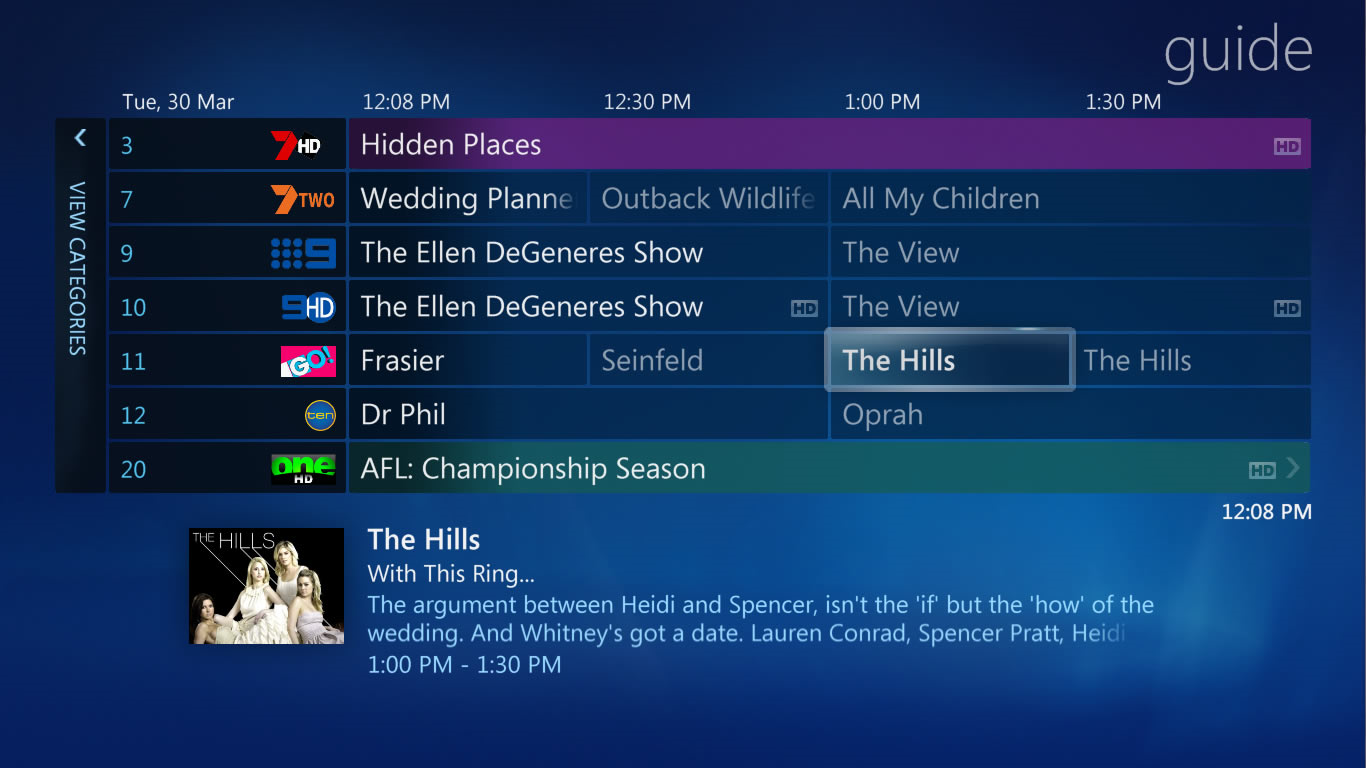 guide
Tue, 30 Mar 12:08 PM 12:30 PM 1:00 PM 1:30 PM
VIEW CATEGORIES
3 7HD Hidden Places HD
7 7TWO Wedding Planne Outback Wildlife All My Children
9 9 The Ellen DeGeneres Show The View
10 9HD The Ellen DeGeneres Show HD The View HD
11 GO! Frasier Seinfeld The Hills The Hills
12 ten Dr Phil Oprah
20 one HD AFL: Championship Season HD
12:08 PM
THE HILLS
The Hills
With This Ring...
The argument between Heidi and Spencer, isn't the 'if' but the 'how' of the
wedding. And Whitney's got a date. Lauren Conrad, Spencer Pratt, Heidi
1:00 PM - 1:30 PM